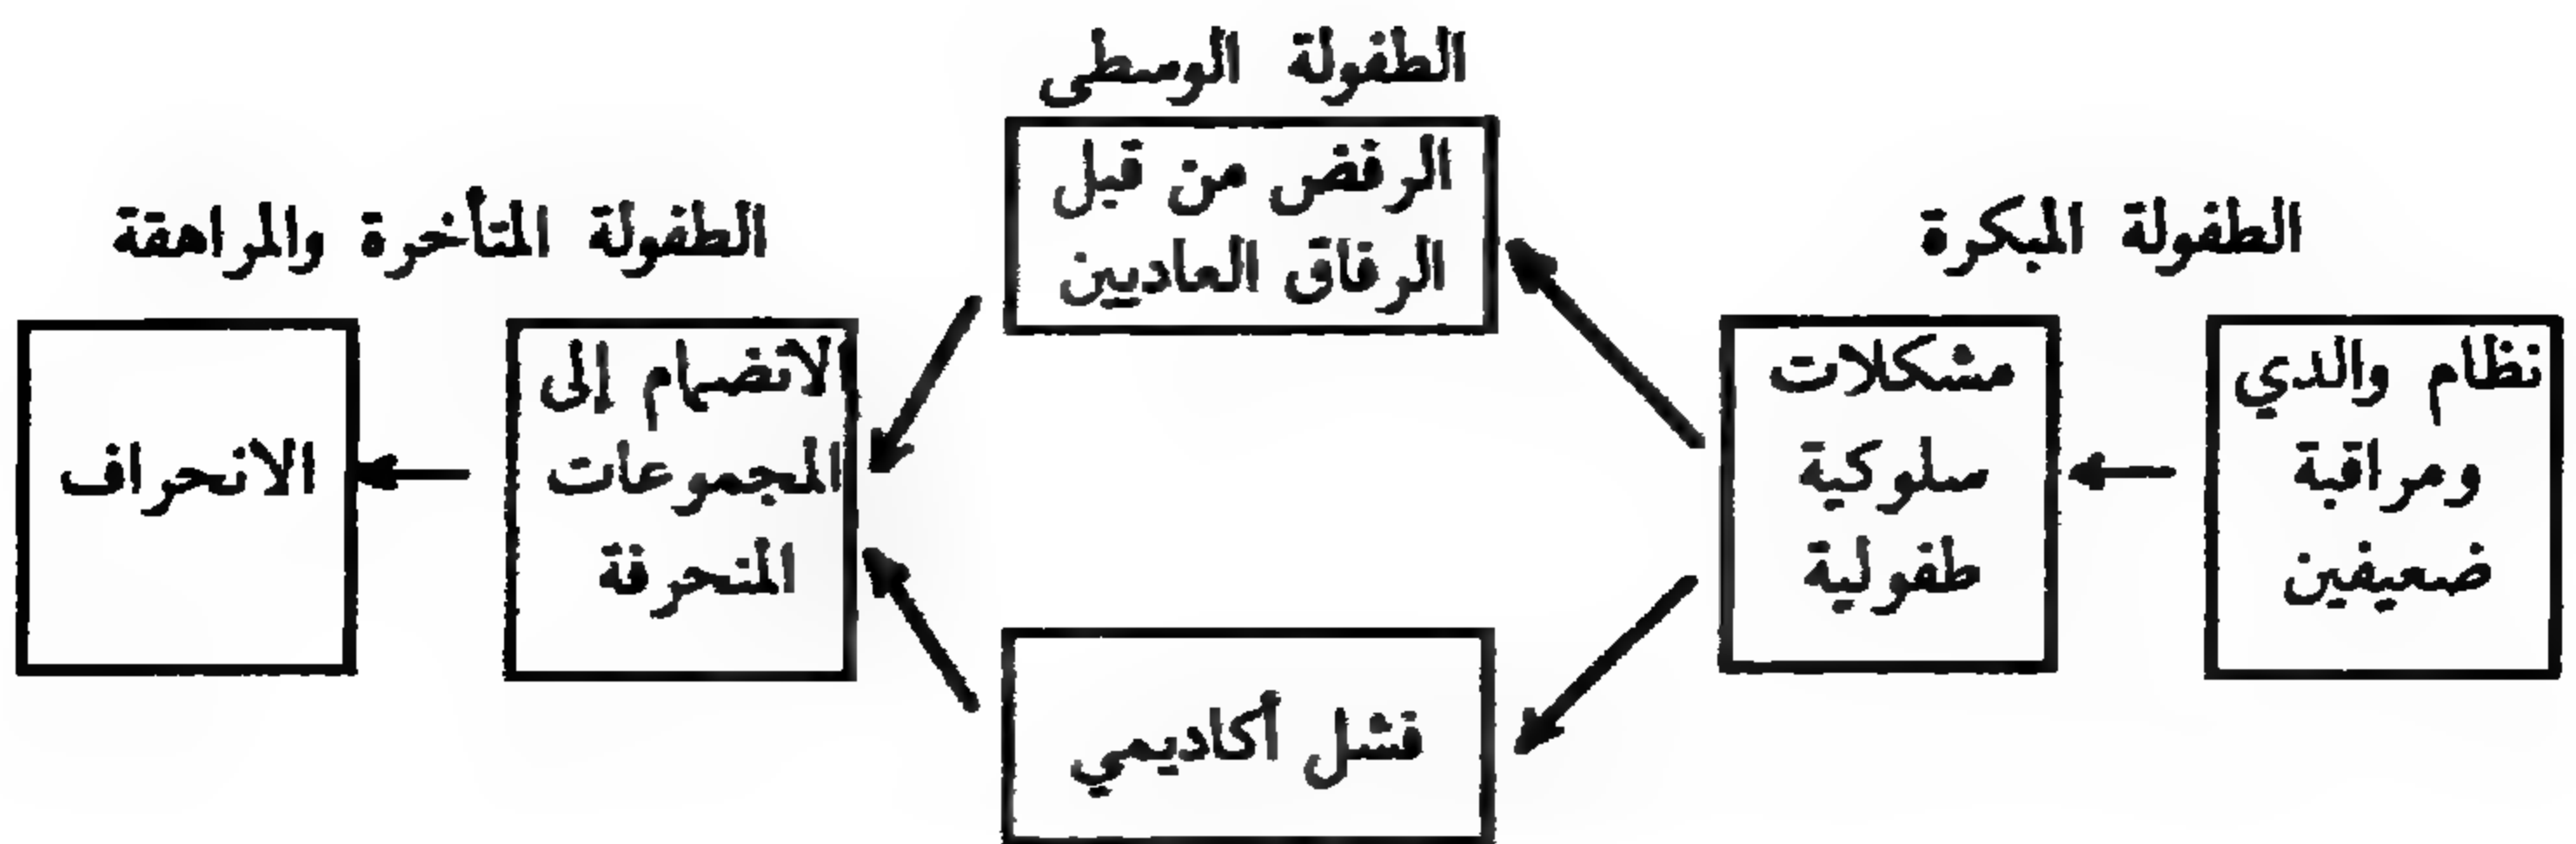 الطفولة الوسطى
الرفض من قبل
الرفاق العاديين
الطفولة المبكرة
نظام والدي
ومراقبة
ضعيفين
مشكلات
سلوكية
طفولية
فشل أكاديمي
الطفولة المتأخرة والمراهقة
الانضمام إلى
المجموعات
المنحرفة
الانحراف